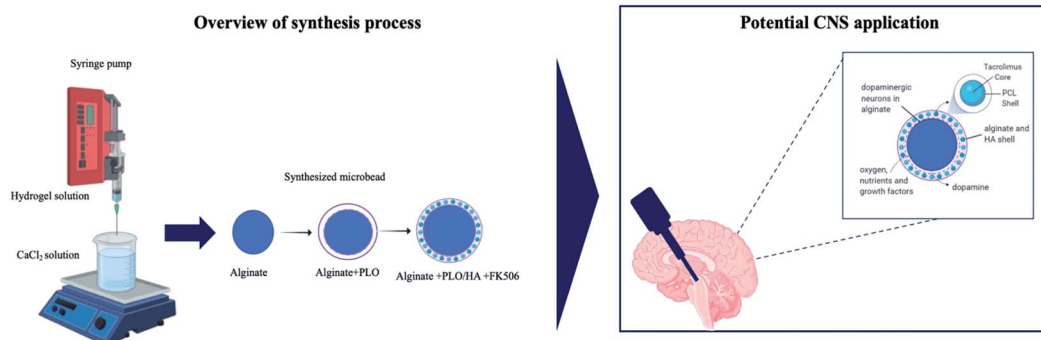 Overview of synthesis process
Syringe pump
Hydrogel solution
CaCl₂ solution
Synthesized microbead
Alginate
Alginate+PLO
Alginate +PLO/HA +FK506
Potential CNS application
Tacrolimus
Core
PCL
Shell
dopaminergic
neurons in
alginate
alginate and
HA shell
oxygen,
nutrients and
growth factors
dopamine